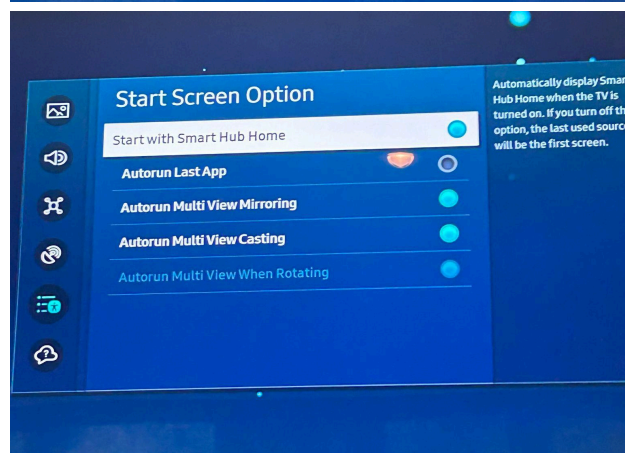 Start Screen Option
Start with Smart Hub Home
Autorun Last App
Autorun Multi View Mirroring
Autorun Multi View Casting
Autorun Multi View When Rotating
Automatically display Smar
Hub Home when the TV is
turned on. If you turn off th
option, the last used source
will be the first screen.